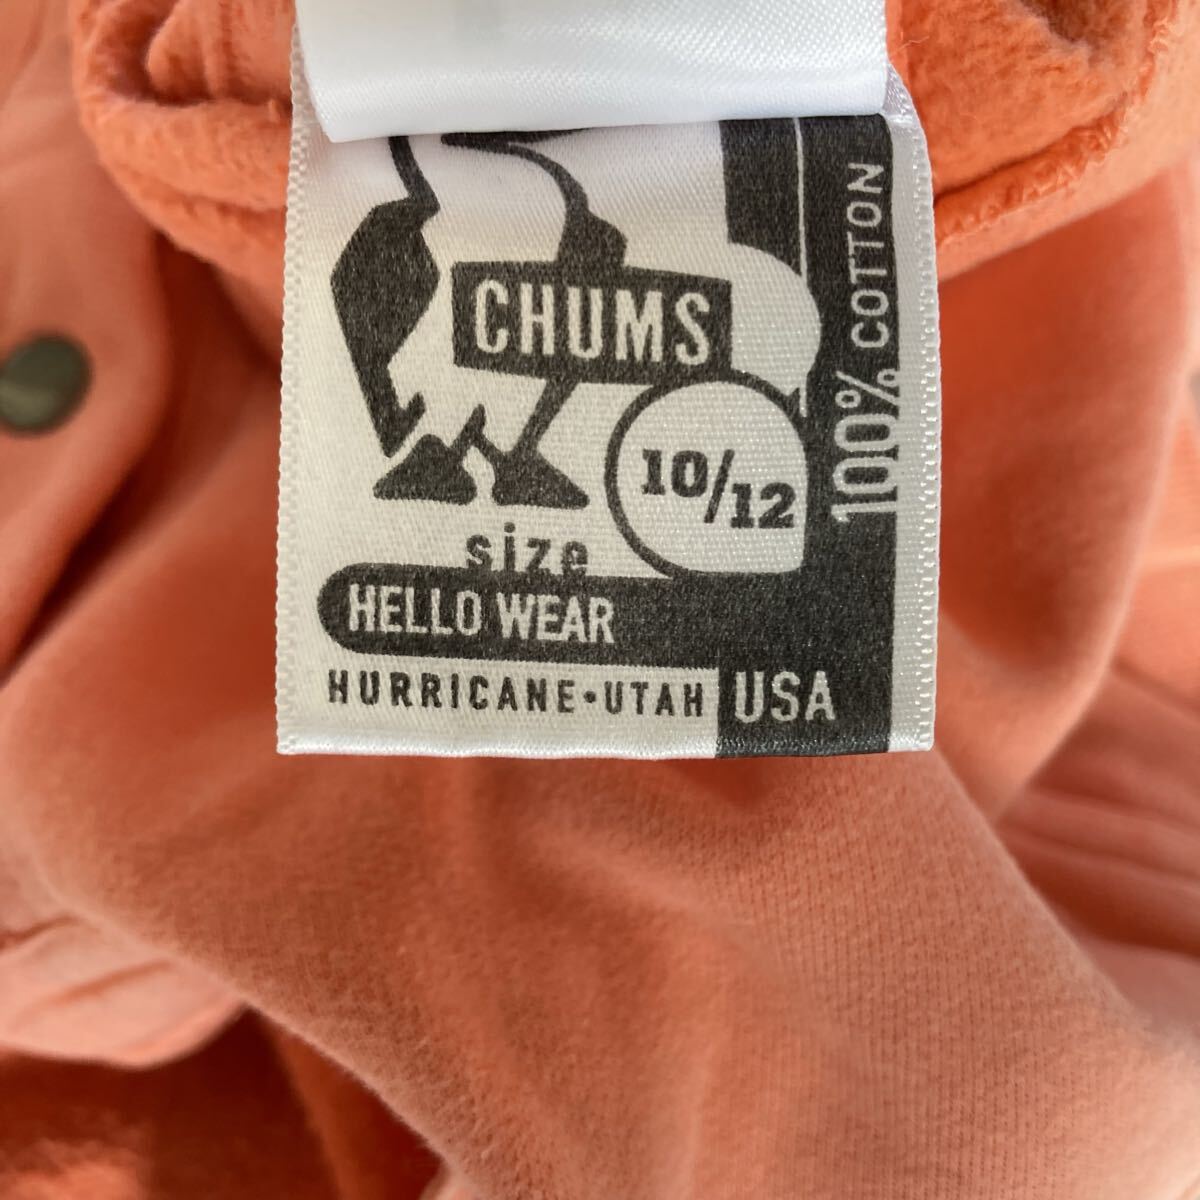 CHUMS
10/12
size
HELLO WEAR
HURRICANE•UTAH USA
100% COTTON